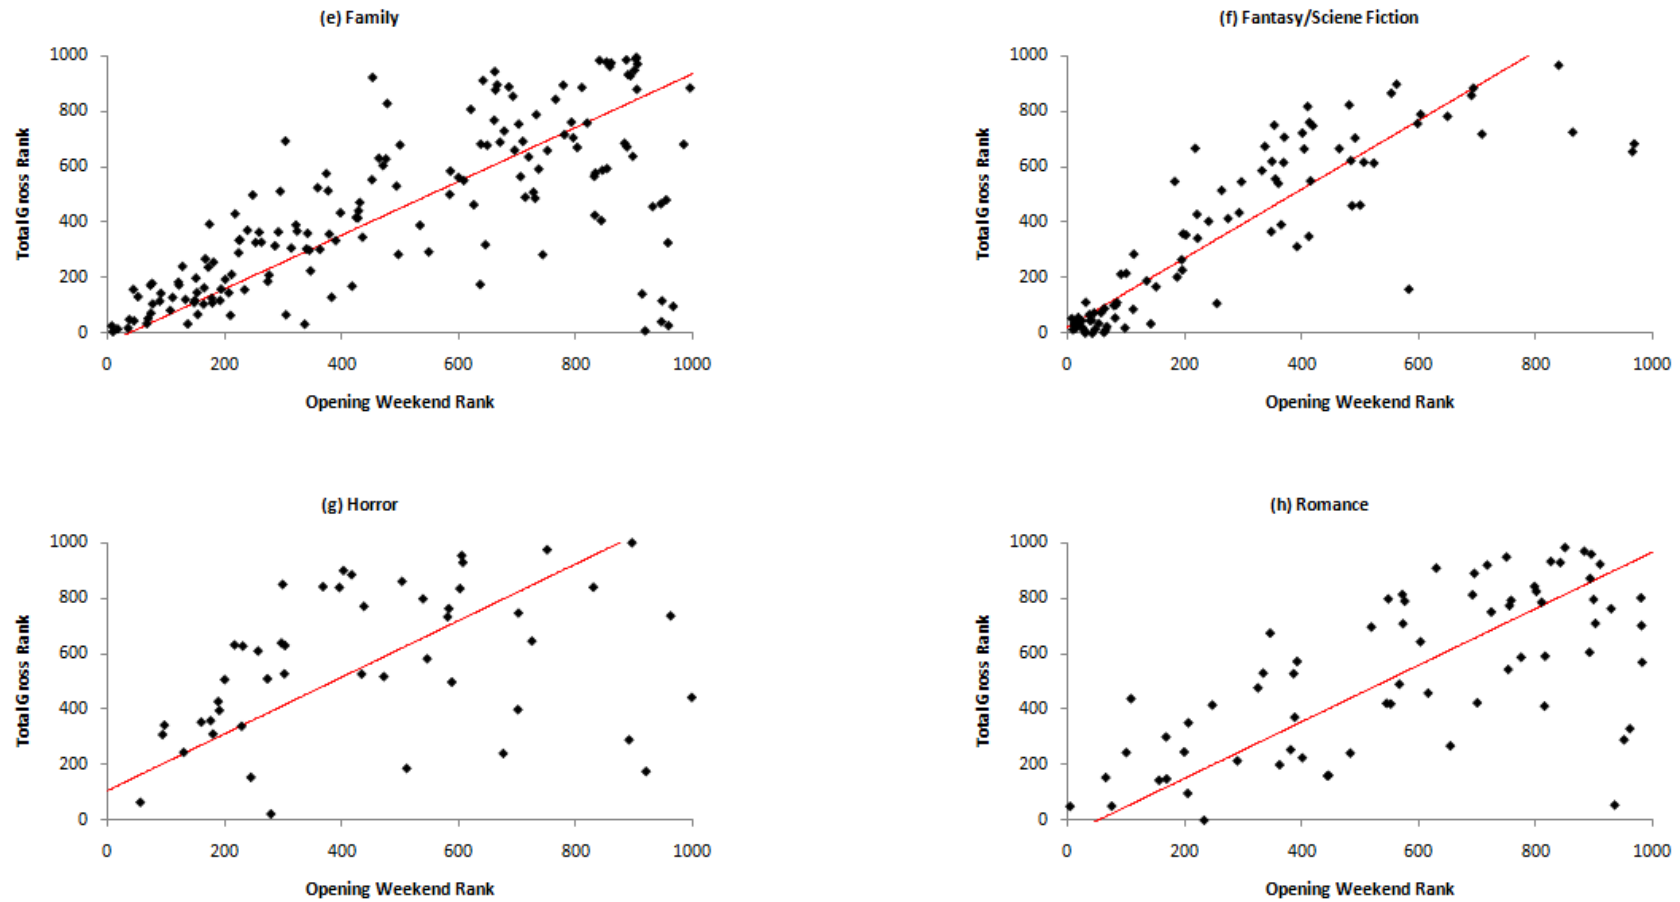 (e) Family
(f) Fantasy/Sciene Fiction
1000
800
600
400
200
0
Total Gross Rank
0 200 400 600 800 1000
Opening Weekend Rank
1000
800
600
400
200
0
Total Gross Rank
0 200 400 600 800 1000
Opening Weekend Rank
(g) Horror
(h) Romance
1000
800
600
400
200
0
Total Gross Rank
0 200 400 600 800 1000
Opening Weekend Rank
1000
800
600
400
200
0
Total Gross Rank
0 200 400 600 800 1000
Opening Weekend Rank